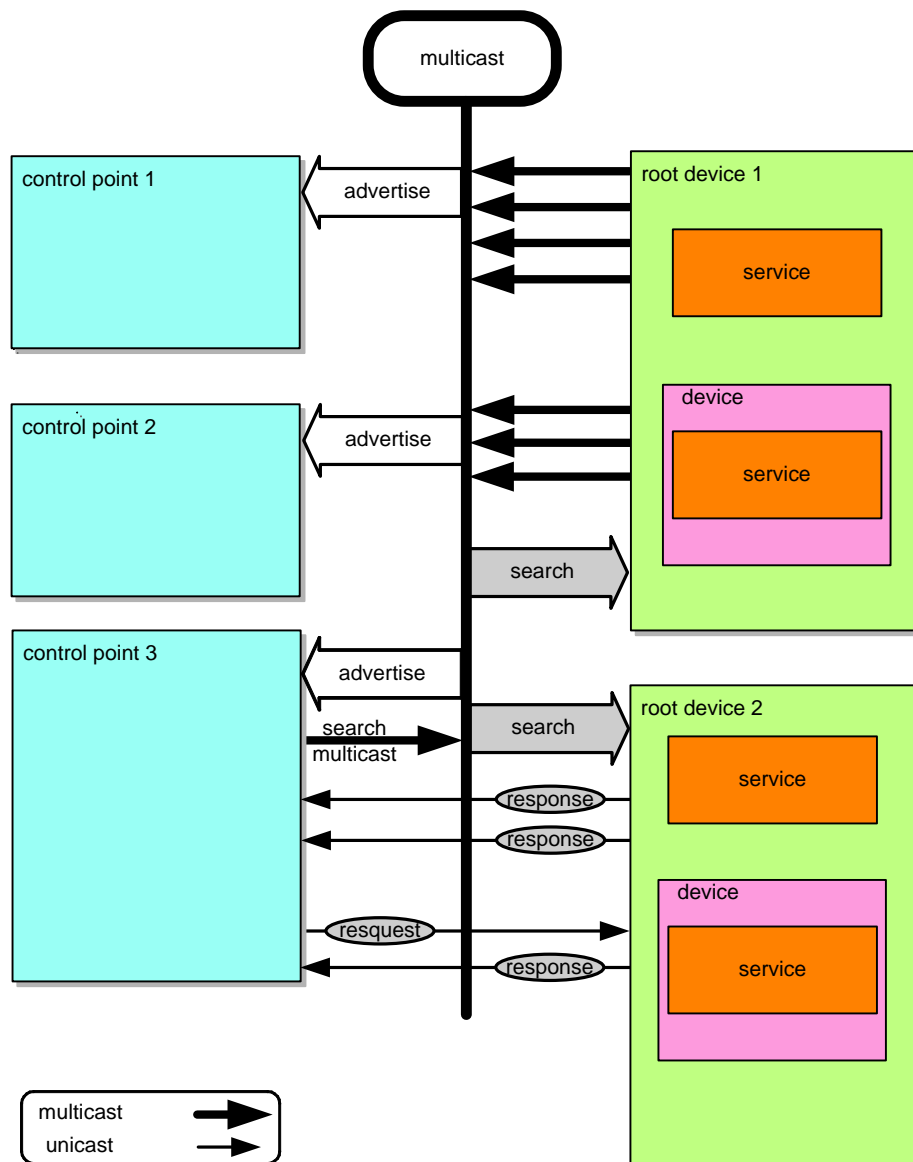 multicast
control point 1
advertise
root device 1
service
control point 2
advertise
device
service
search
control point 3
advertise
search
multicast
search
root device 2
service
response
response
device
resquest
response
service
multicast
unicast